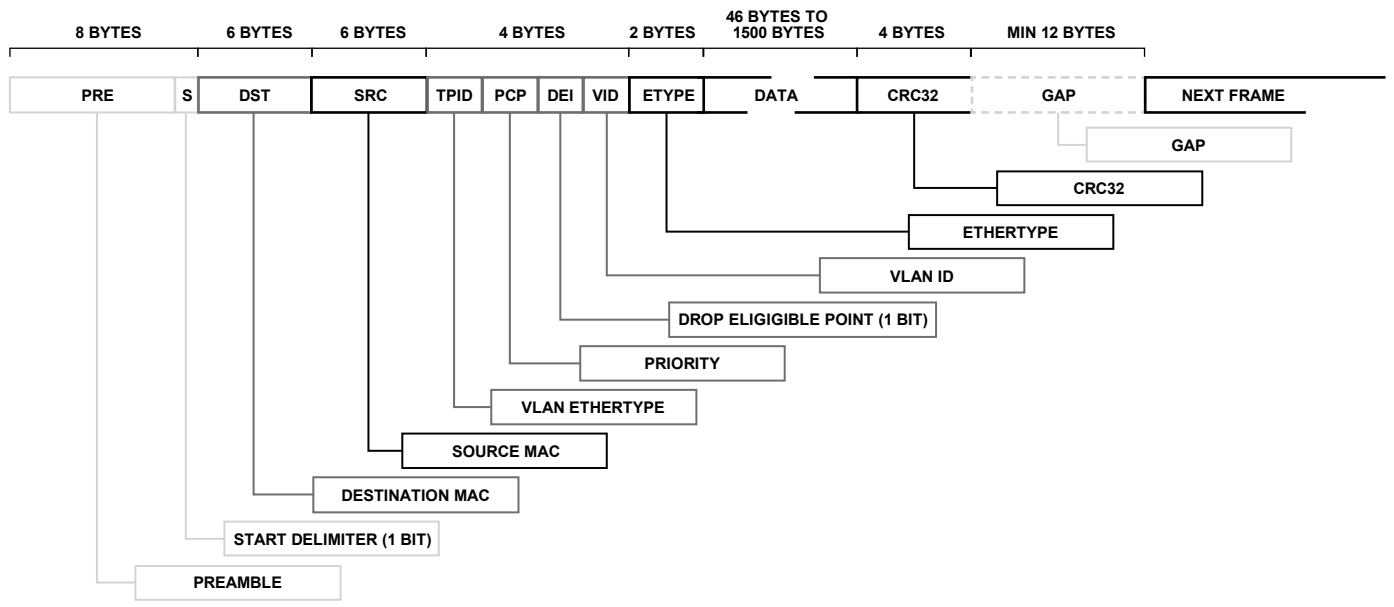 8 BYTES
6 BYTES
6 BYTES
4 BYTES
2 BYTES
46 BYTES TO
1500 BYTES
4 BYTES
MIN 12 BYTES
PRE
S
DST
SRC
TPID
PCP
DEI
VID
ETYPE
DATA
CRC32
GAP
NEXT FRAME
GAP
CRC32
ETHERTYPE
VLAN ID
DROP ELIGIGIBLE POINT (1 BIT)
PRIORITY
VLAN ETHERTYPE
SOURCE MAC
DESTINATION MAC
START DELIMITER (1 BIT)
PREAMBLE